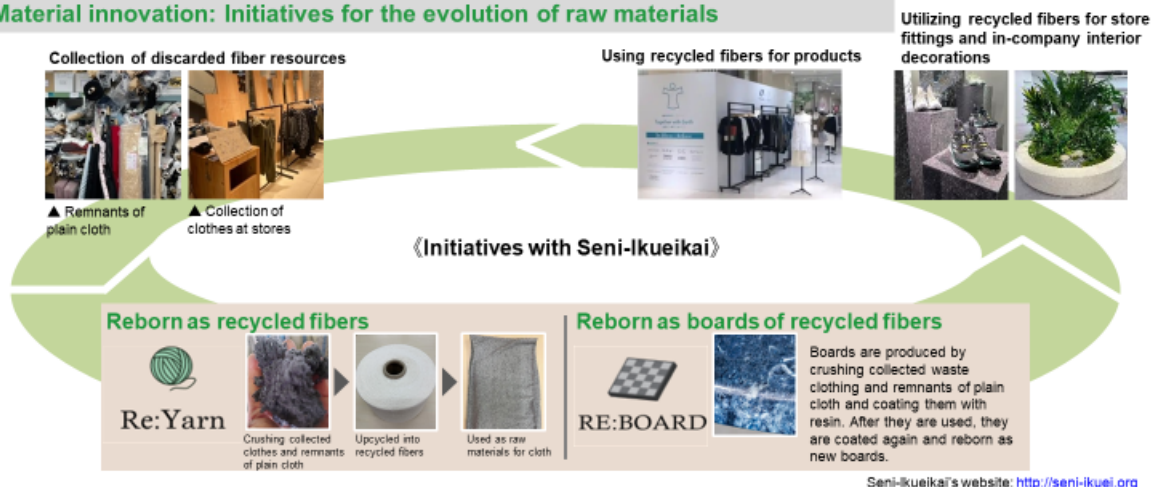 Material innovation: Initiatives for the evolution of raw materials
Collection of discarded fiber resources
▲ Remnants of
plain cloth
▲ Collection of
clothes at stores
Using recycled fibers for products
Utilizing recycled fibers for store
fittings and in-company interior
decorations
《Initiatives with Seni-Ikueikai》
Reborn as recycled fibers
Re:Yarn
Crushing collected
clothes and remnants
of plain cloth
Upcycled into
recycled fibers
Used as raw
materials for cloth
Reborn as boards of recycled fibers
RE:BOARD
Boards are produced by
crushing collected waste
clothing and remnants of plain
cloth and coating them with
resin. After they are used, they
are coated again and reborn as
new boards.
Seni-Ikueikai's website: http://seni-ikuei.org